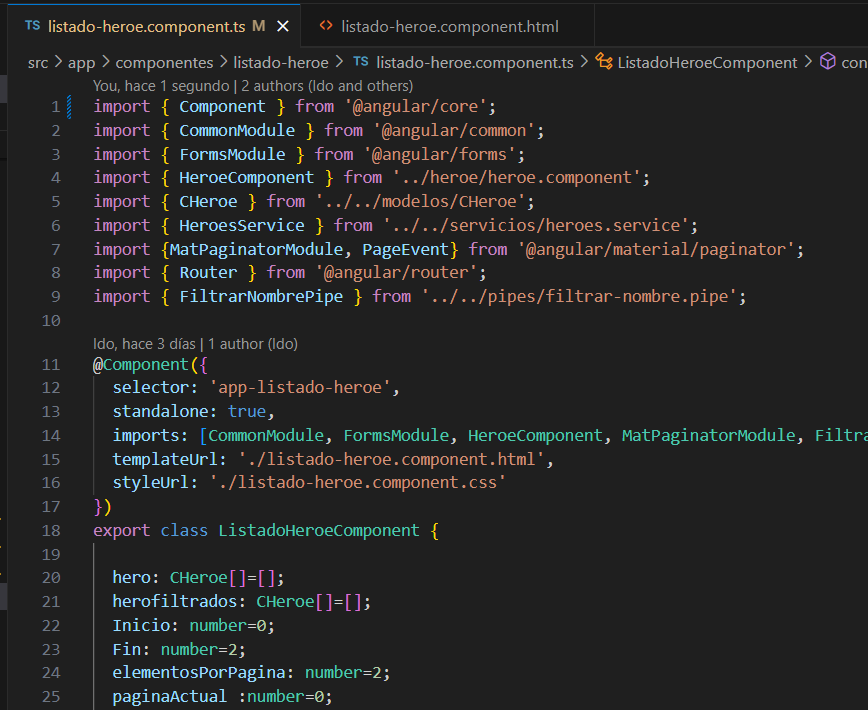 TS listado-heroe.component.ts M × <> listado-heroe.component.html
src > app > componentes > listado-heroe > TS listado-heroe.component.ts > ListadoHeroeComponent >
You, hace 1 segundo | 2 authors (Ido and others)
1 import { Component } from '@angular/core';
2 import { CommonModule } from '@angular/common';
3 import { FormsModule } from '@angular/forms';
4 import { HeroeComponent } from '../heroe/heroe.component';
5 import { CHeroe } from '../../modelos/CHeroe';
6 import { HeroesService } from '../../servicios/heroes.service';
7 import {MatPaginatorModule, PageEvent} from '@angular/material/paginator';
8 import { Router } from '@angular/router';
9 import { FiltrarNombrePipe } from '../../pipes/filtrar-nombre.pipe';
10
Ido, hace 3 días | 1 author (Ido)
11 @Component({
12 selector: 'app-listado-heroe',
13 standalone: true,
14 imports: [CommonModule, FormsModule, HeroeComponent, MatPaginatorModule, Filtra
15 templateUrl: './listado-heroe.component.html',
16 styleUrl: './listado-heroe.component.css'
17 })
18 export class ListadoHeroeComponent {
19
20 hero: CHeroe[]=[];
21 herofiltrados: CHeroe[]=[];
22 Inicio: number=0;
23 Fin: number=2;
24 elementosPorPagina: number=2;
25 paginaActual :number=0;